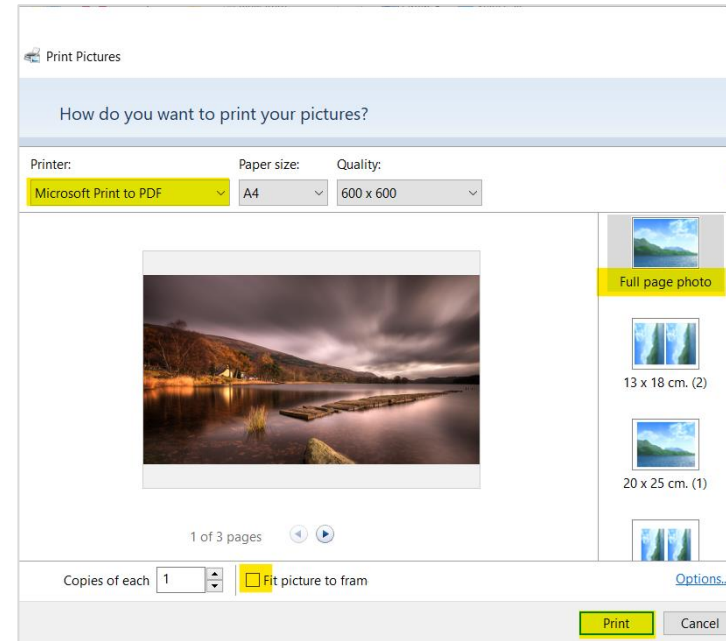 Print Pictures
How do you want to print your pictures?
Printer: Paper size: Quality:
Microsoft Print to PDF A4 600 x 600
Full page photo
13 x 18 cm. (2)
20 x 25 cm. (1)
1 of 3 pages
Copies of each 1 Fit picture to fram
Options..
Print Cancel